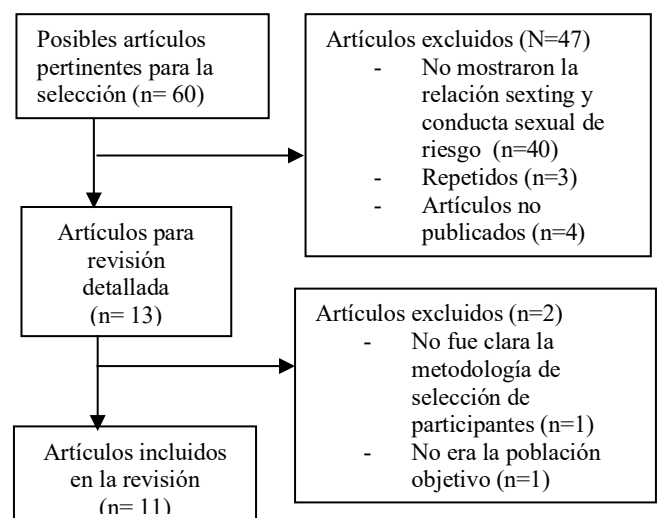 Posibles artículos
pertinentes para la
selección (n= 60)
Artículos excluidos (N=47)
- No mostraron la
relación sexting y
conducta sexual de
riesgo (n=40)
- Repetidos (n=3)
- Artículos no
publicados (n=4)
Artículos para
revisión
detallada
(n= 13)
Artículos excluidos (n=2)
- No fue clara la
metodología de
selección de
participantes (n=1)
- No era la población
objetivo (n=1)
Artículos incluidos
en la revisión
(n= 11)